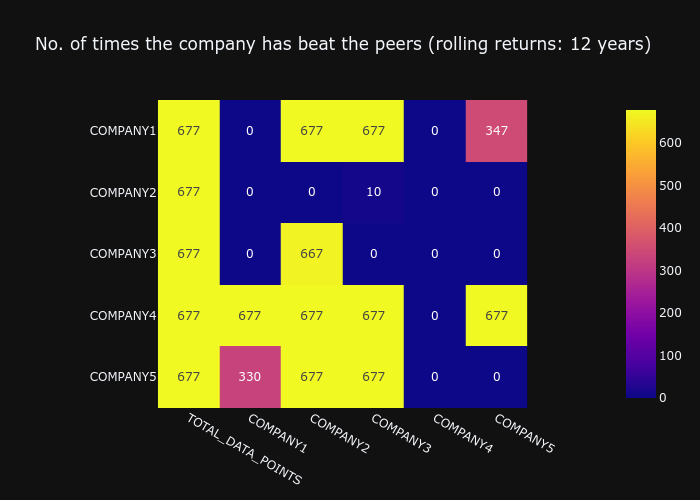 No. of times the company has beat the peers (rolling returns: 12 years)
COMPANY1 677 0 677 677 0 347
COMPANY2 677 0 0 10 0 0
COMPANY3 677 0 667 0 0 0
COMPANY4 677 677 677 677 0 677
COMPANY5 677 330 677 677 0 0
TOTAL_DATA_POINTS COMPANY1 COMPANY2 COMPANY3 COMPANY4 COMPANY5
600
500
400
300
200
100
0